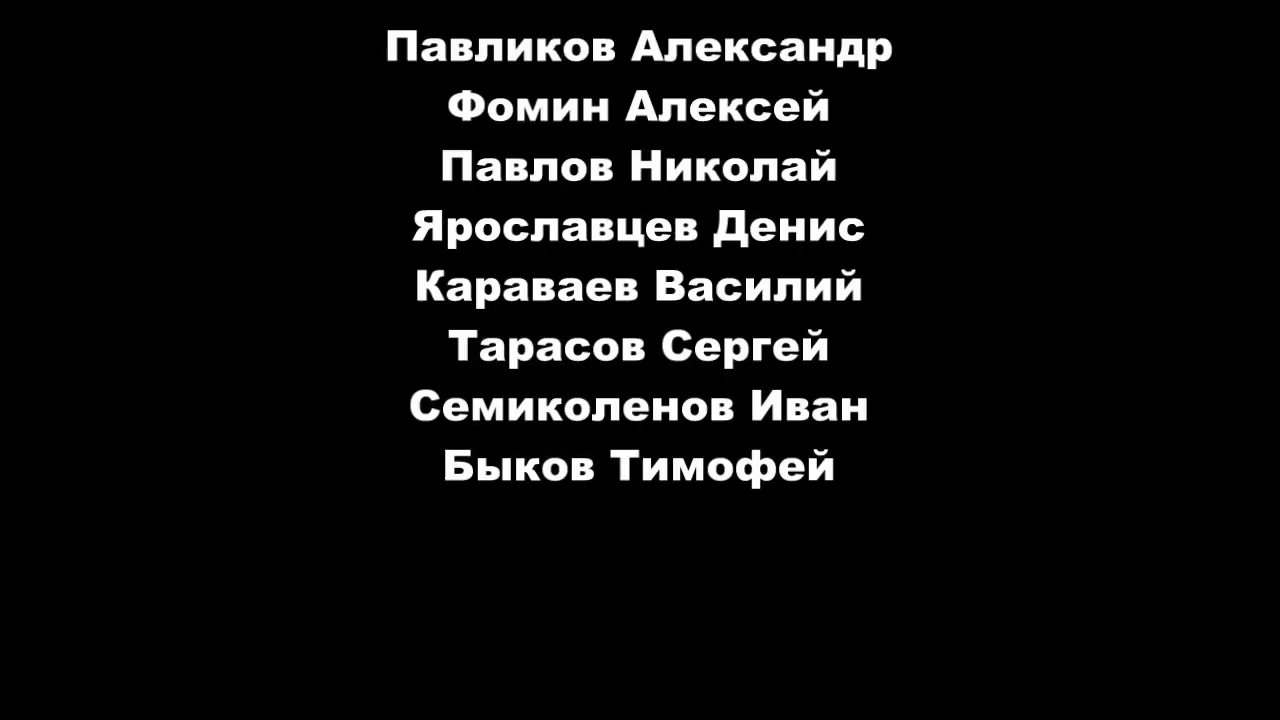 Павликов Александр
Фомин Алексей
Павлов Николай
Ярославцев Денис
Караваев Василий
Тарасов Сергей
Семиколенов Иван
Быков Тимофей